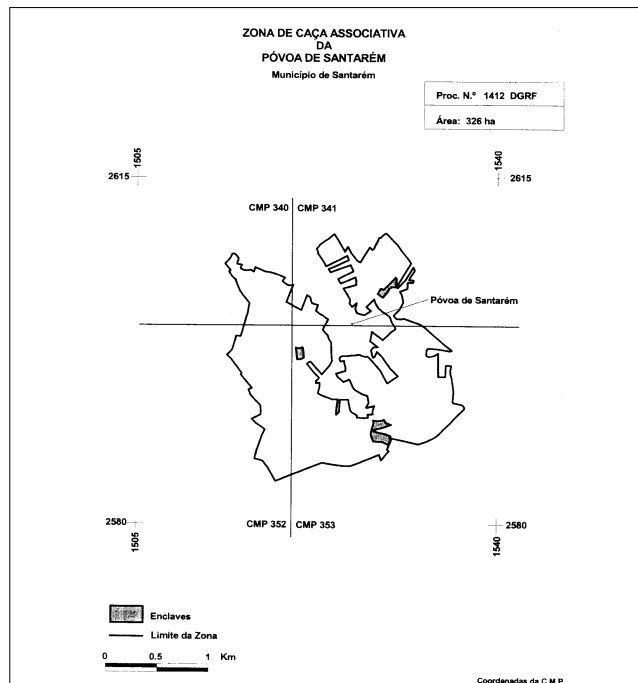 ZONA DE CAÇA ASSOCIATIVA
DA
PÓVOA DE SANTARÉM
Município de Santarém
Proc. N.º 1412 DGRF
Área: 326 ha
1505
1540
2615
2615
CMP 340
CMP 341
Póvoa de Santarém
2580
CMP 352
CMP 353
2580
1505
1540
Enclaves
Limite da Zona
0 0.5 1 Km
Coordenadas da C.M.P.